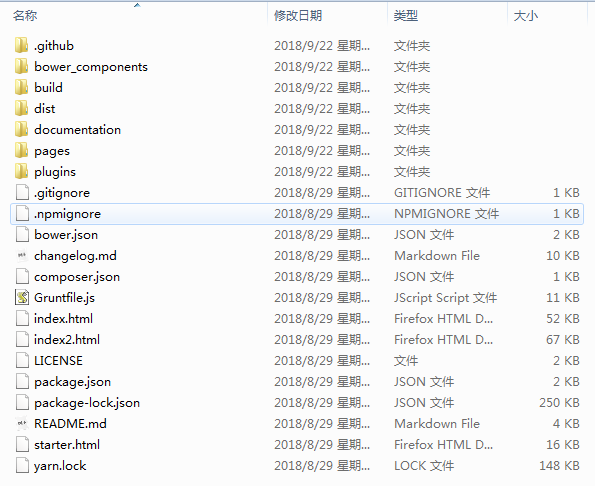 名称 修改日期 类型 大小
.github 2018/9/22 星期... 文件夹
bower_components 2018/9/22 星期... 文件夹
build 2018/9/22 星期... 文件夹
dist 2018/9/22 星期... 文件夹
documentation 2018/9/22 星期... 文件夹
pages 2018/9/22 星期... 文件夹
plugins 2018/9/22 星期... 文件夹
.gitignore 2018/8/29 星期... GITIGNORE 文件 1 KB
.npmignore 2018/8/29 星期... NPMIGNORE 文件 1 KB
bower.json 2018/8/29 星期... JSON 文件 2 KB
changelog.md 2018/8/29 星期... Markdown File 10 KB
composer.json 2018/8/29 星期... JSON 文件 1 KB
Gruntfile.js 2018/8/29 星期... JScript Script 文件 11 KB
index.html 2018/8/29 星期... Firefox HTML D... 52 KB
index2.html 2018/8/29 星期... Firefox HTML D... 67 KB
LICENSE 2018/8/29 星期... 文件 2 KB
package.json 2018/8/29 星期... JSON 文件 2 KB
package-lock.json 2018/8/29 星期... JSON 文件 250 KB
README.md 2018/8/29 星期... Markdown File 4 KB
starter.html 2018/8/29 星期... Firefox HTML D... 16 KB
yarn.lock 2018/8/29 星期... LOCK 文件 148 KB